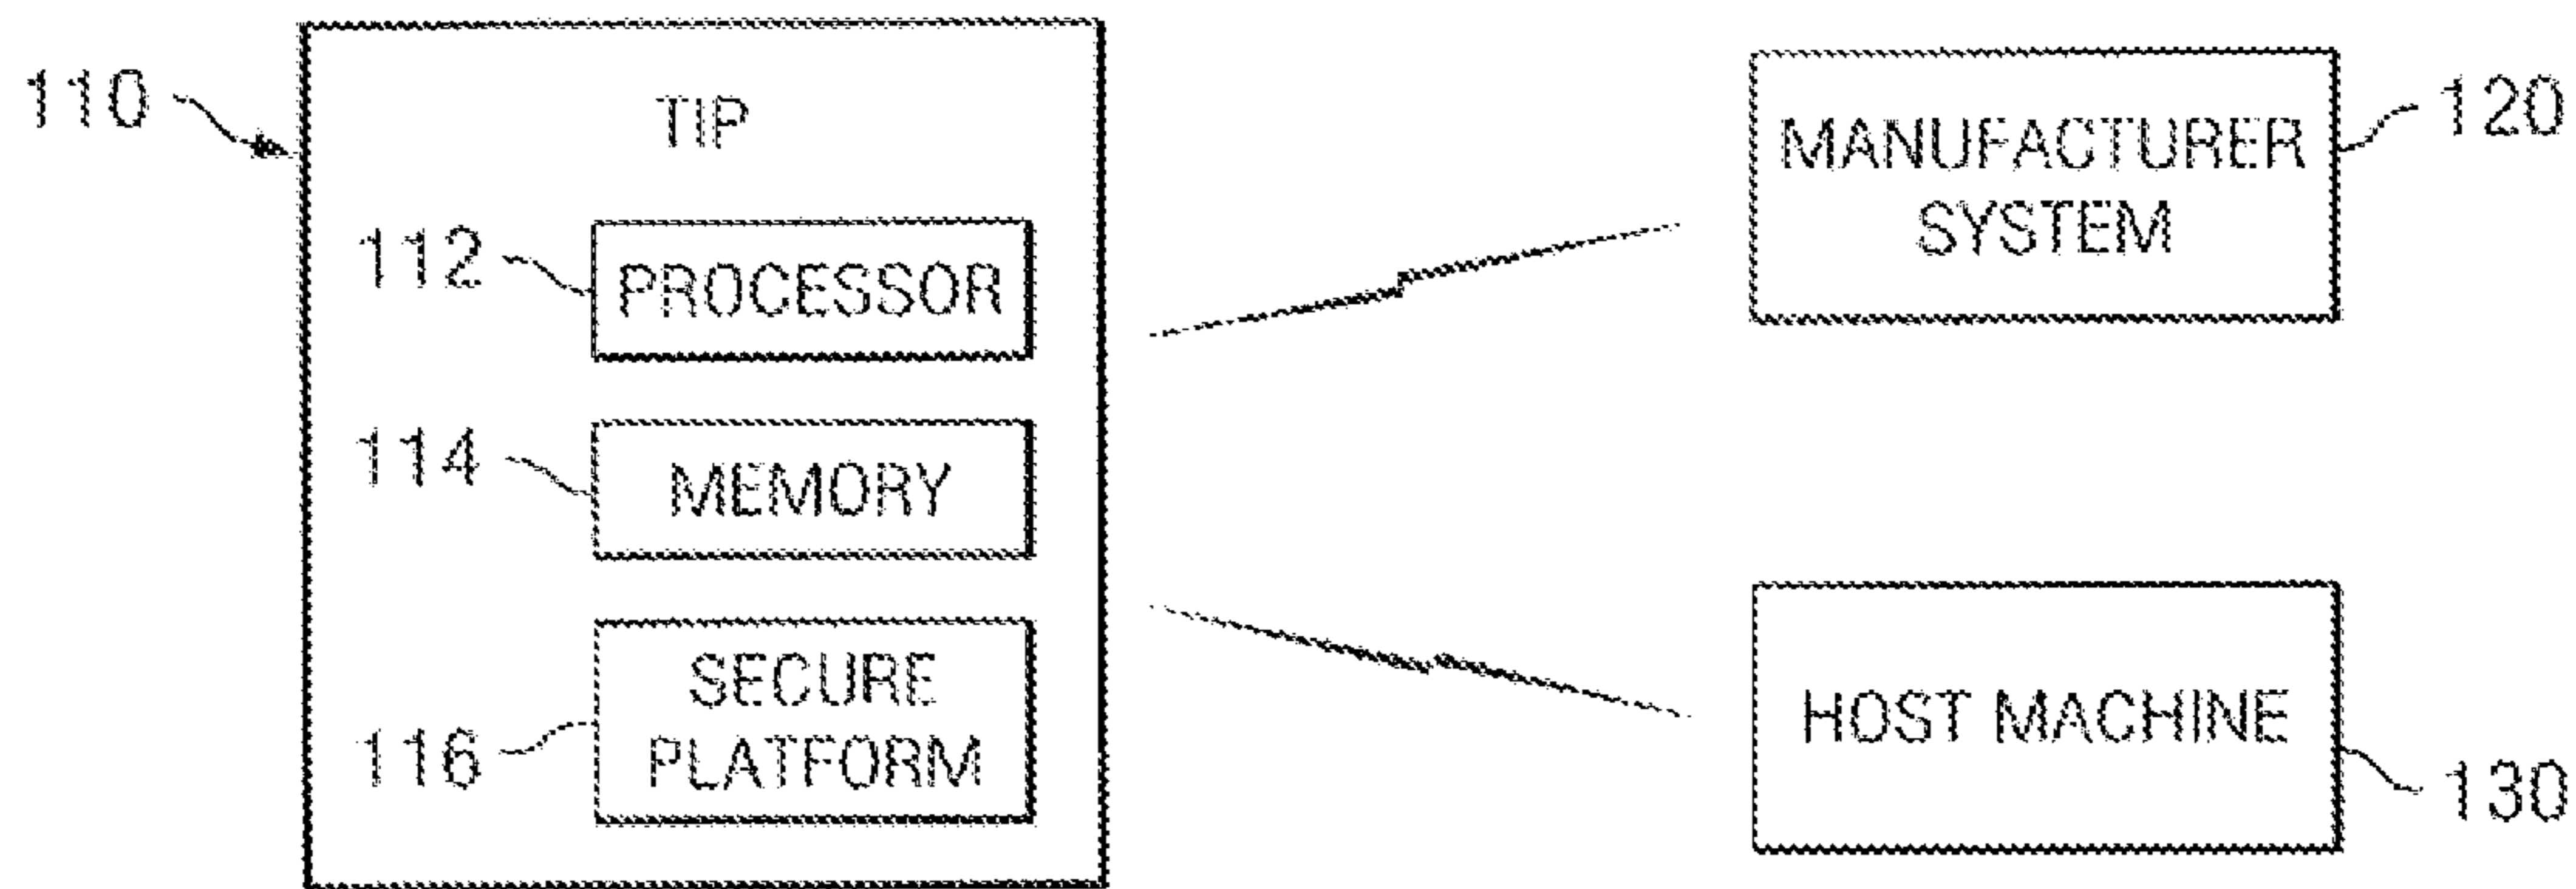 110
TIP
112
PROCESSOR
114
MEMORY
116
SECURE
PLATFORM
MANUFACTURER
SYSTEM
120
HOST MACHINE
130